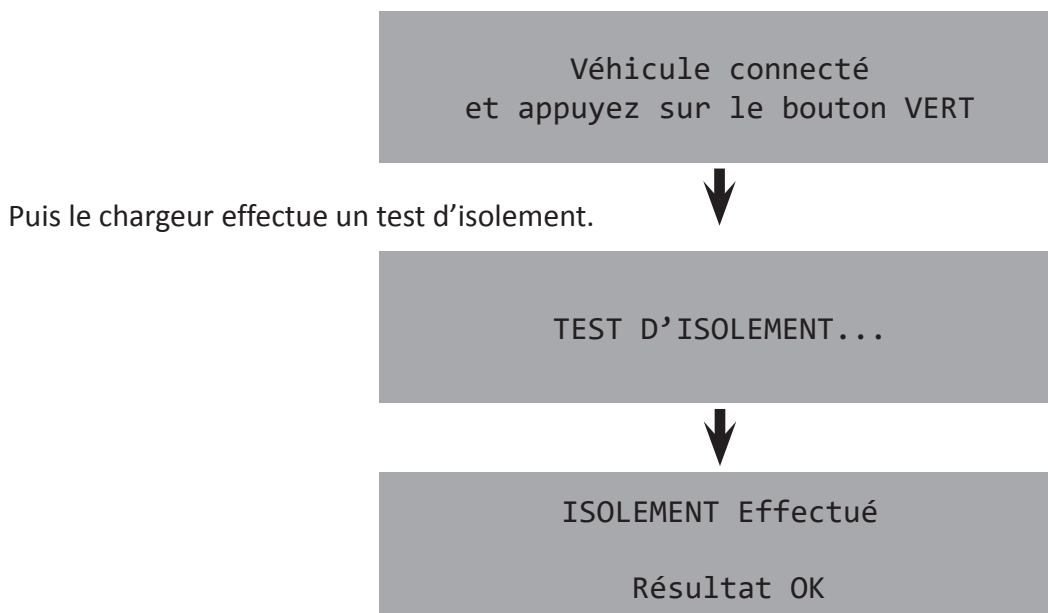 Véhicule connecté
et appuyez sur le bouton VERT
Puis le chargeur effectue un test d’isolement.
TEST D’ISOLEMENT...
ISOLEMENT Effectué
Résultat OK